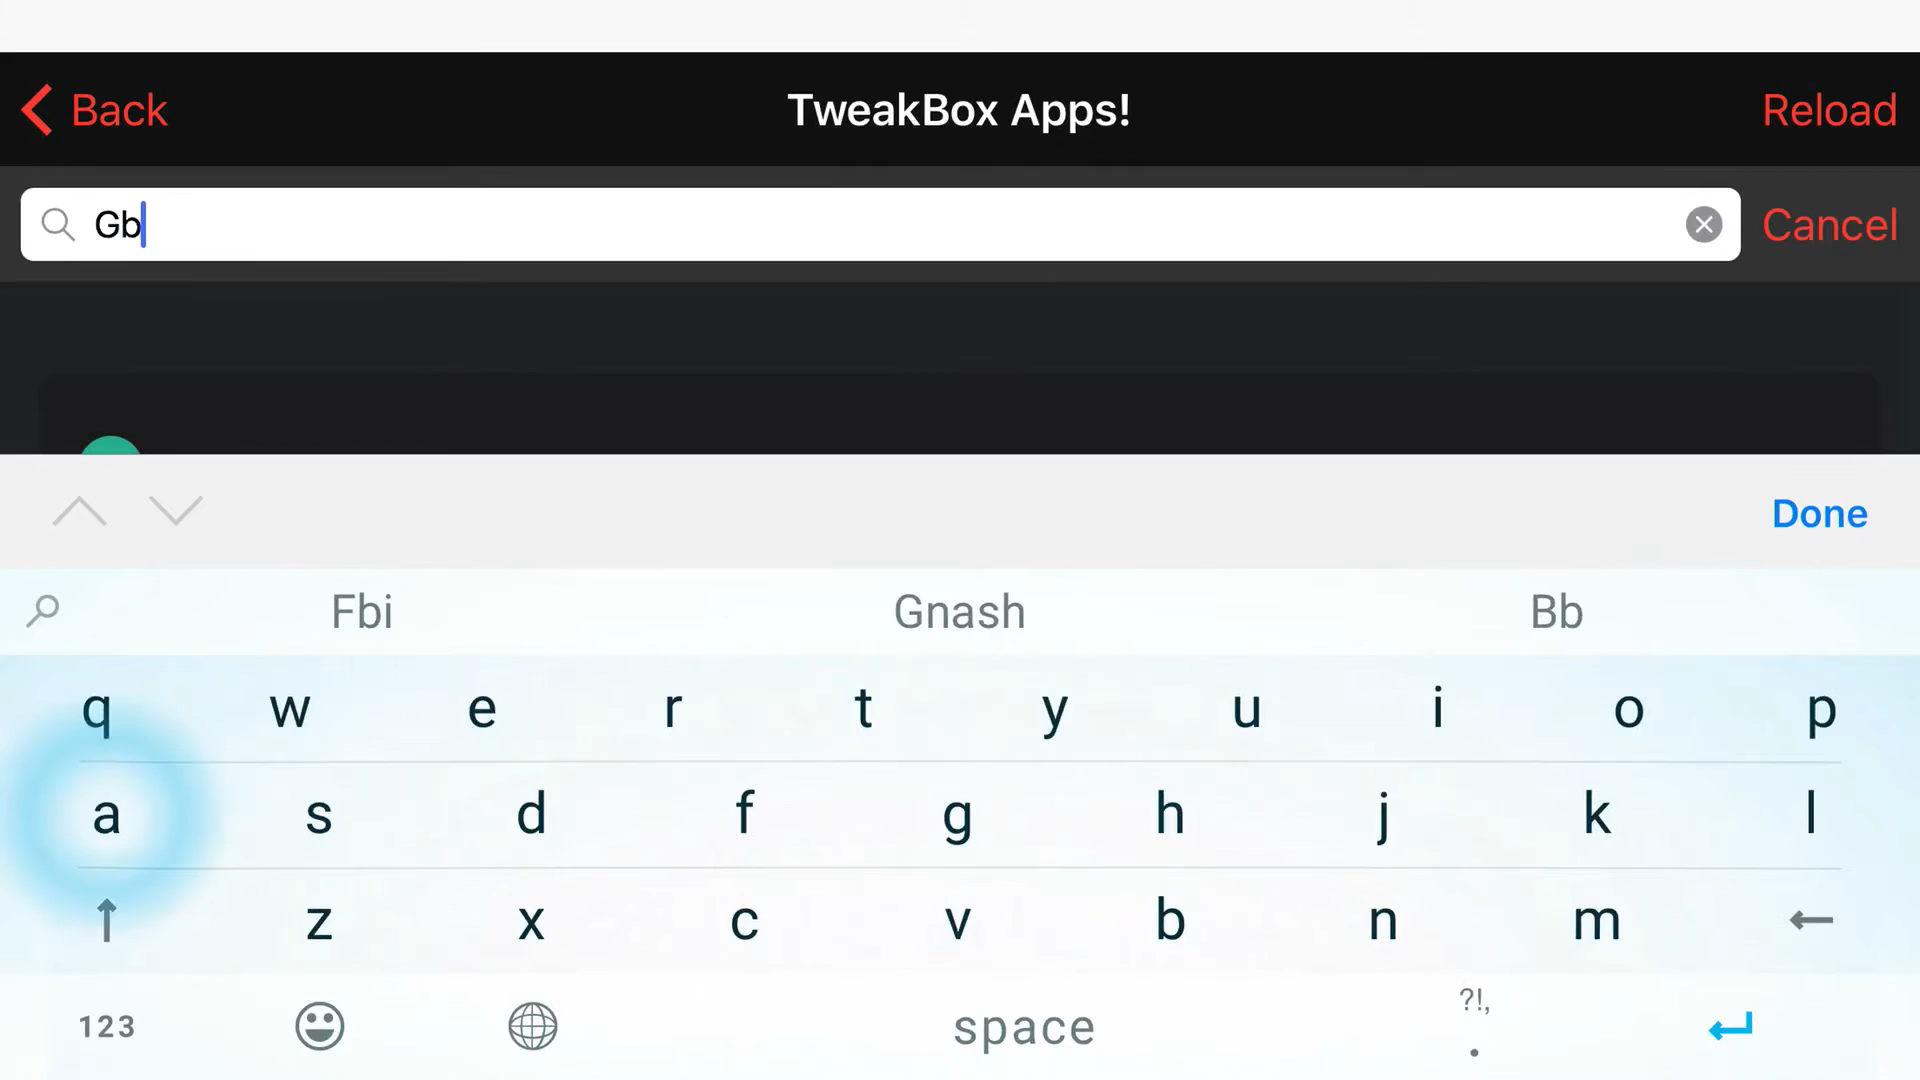 Back TweakBox Apps! Reload
Gb Cancel
Done
Fbi Gnash Bb
q w e r t y u i o p
a s d f g h j k l
z x c v b n m
123 space ?!, .